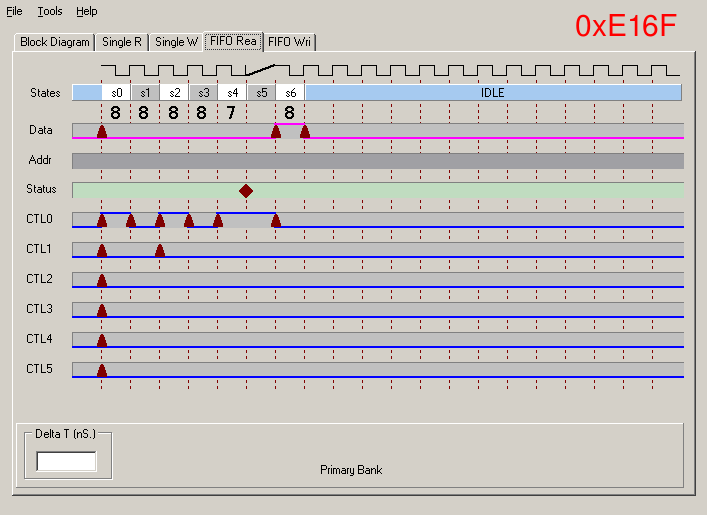 File Tools Help
0xE16F
Block Diagram Single R Single W FIFO Rea FIFO Wri
States s0 s1 s2 s3 s4 s5 s6 IDLE
8 8 8 8 7 8
Data
Addr
Status
CTL0
CTL1
CTL2
CTL3
CTL4
CTL5
Delta T (nS.)
Primary Bank